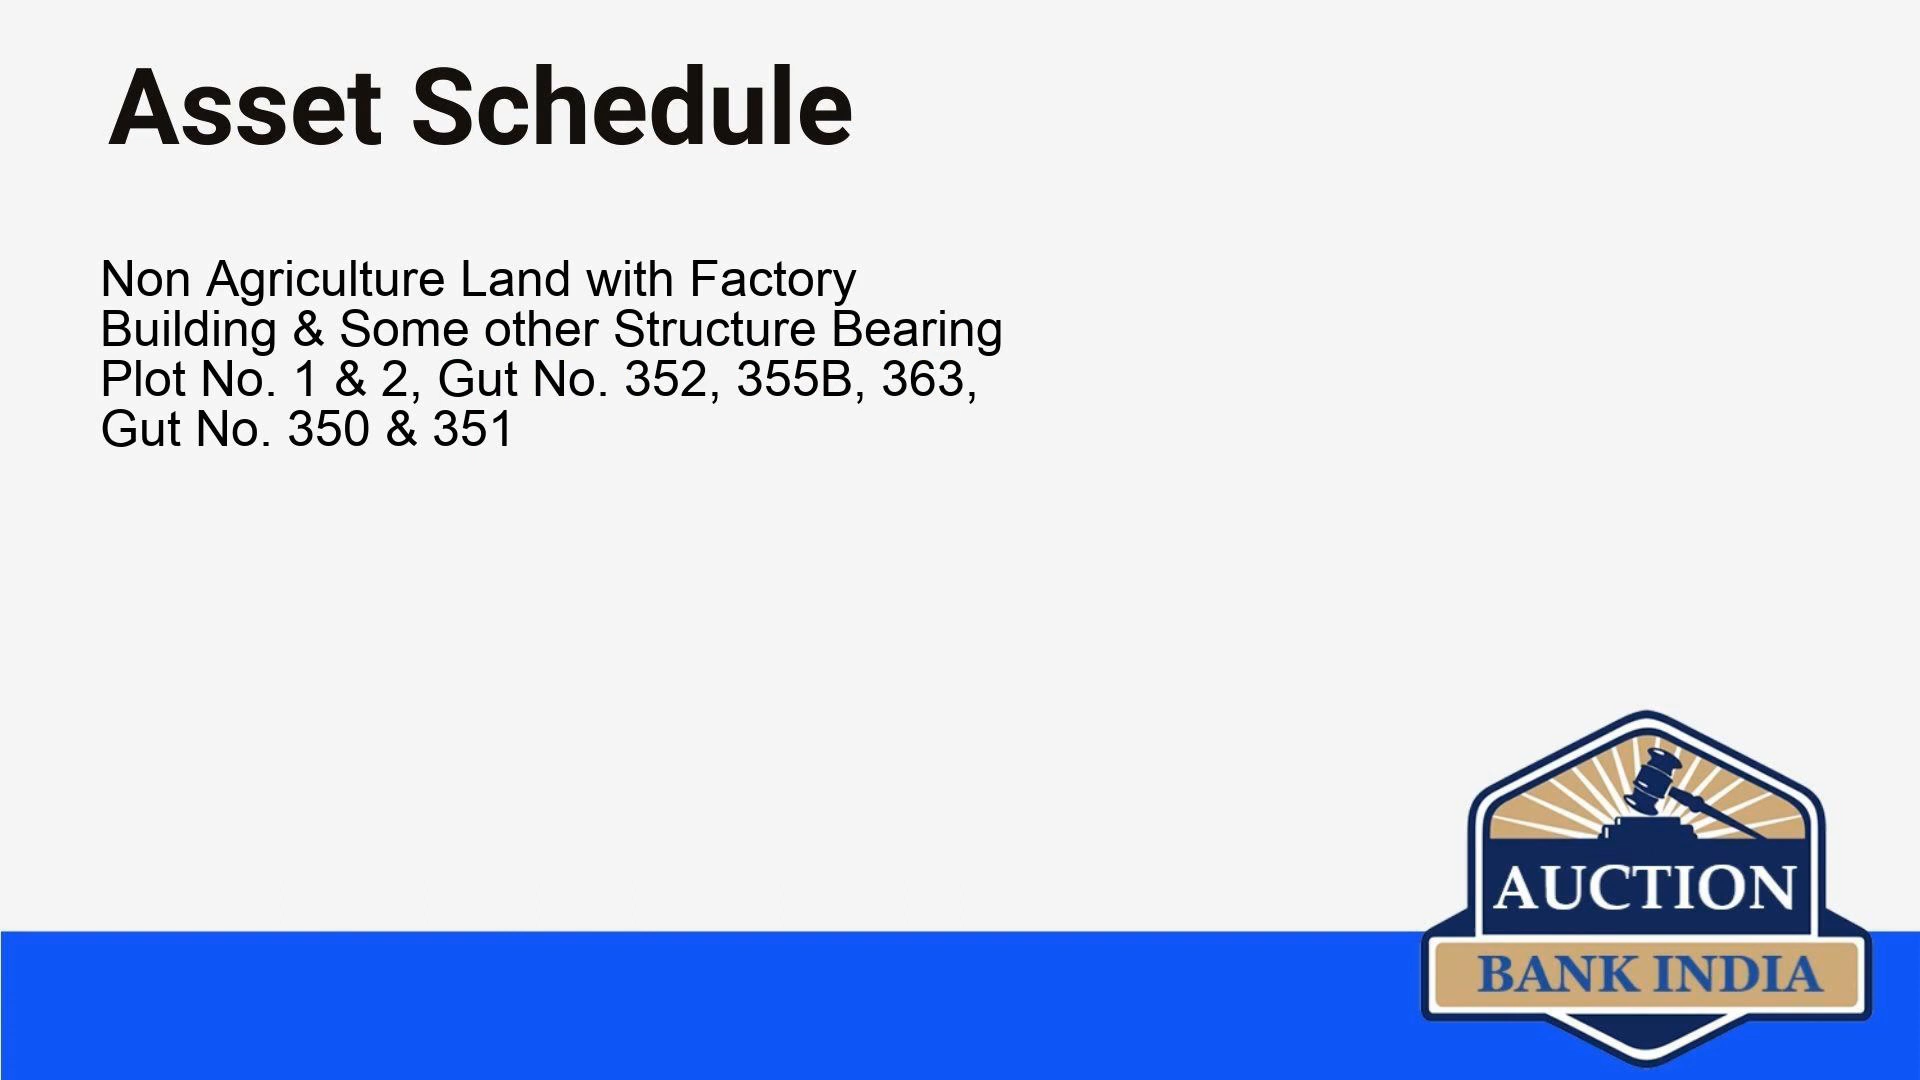 Asset Schedule
Non Agriculture Land with Factory
Building & Some other Structure Bearing
Plot No. 1 & 2, Gut No. 352, 355B, 363,
Gut No. 350 & 351
AUCTION
BANK INDIA